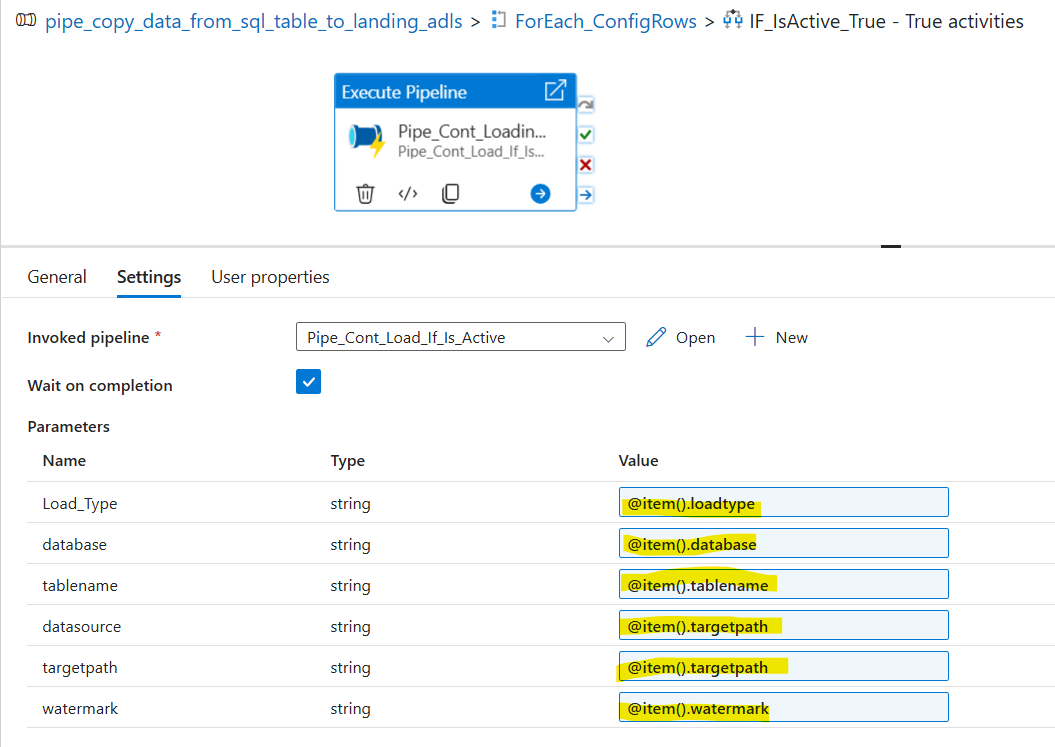 pipe_copy_data_from_sql_table_to_landing_adls > ForEach_ConfigRows > IF_IsActive_True - True activities
Execute Pipeline
Pipe_Cont_Loadin...
Pipe_Cont_Load_If_Is...
General Settings User properties
Invoked pipeline * Pipe_Cont_Load_If_Is_Active Open New
Wait on completion
Parameters
Name Type Value
Load_Type string @item().loadtype
database string @item().database
tablename string @item().tablename
datasource string @item().targetpath
targetpath string @item().targetpath
watermark string @item().watermark